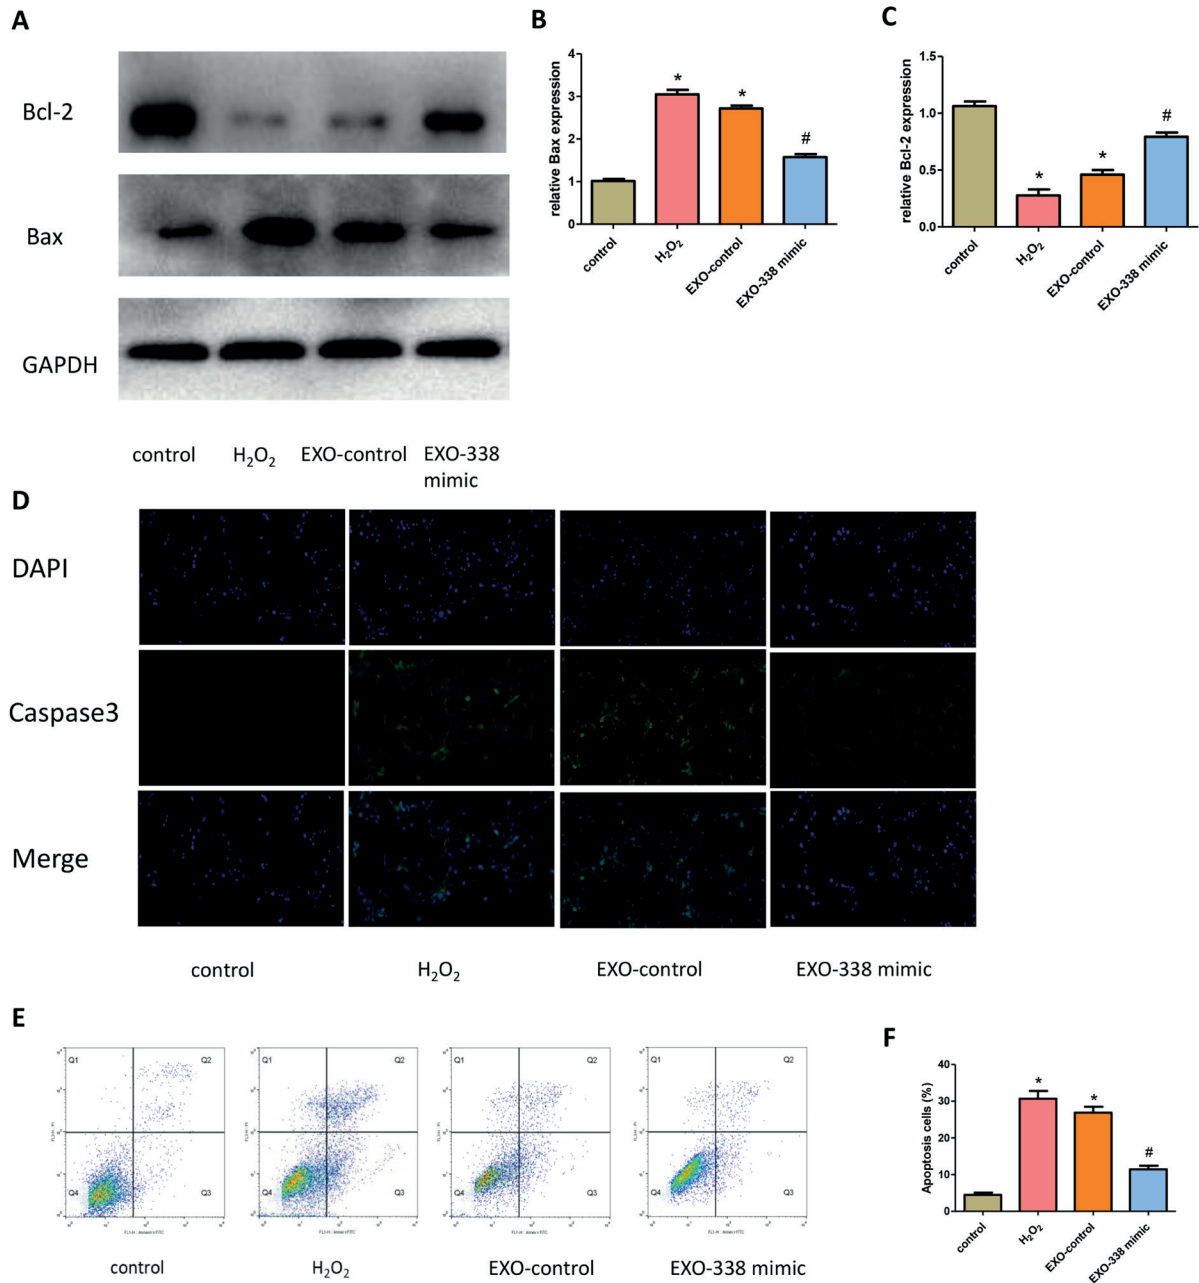 A
Bcl-2
Bax
GAPDH
control H₂O₂ EXO-control EXO-338
mimic
B
relative Bax expression
4
3
2
1
0
*
*
#
control
H₂O₂
EXO-control
EXO-338 mimic
C
relative Bcl-2 expression
1.5
1.0
0.5
0.0
*
*
#
control
H₂O₂
EXO-control
EXO-338 mimic
D
DAPI
Caspase3
Merge
control H₂O₂ EXO-control EXO-338 mimic
E
Q1 Q2
Q4 Q3
Q1 Q2
Q4 Q3
Q1 Q2
Q4 Q3
Q1 Q2
Q4 Q3
control H₂O₂ EXO-control EXO-338 mimic
F
Apoptosis cells (%)
40
30
20
10
0
*
*
#
control
H₂O₂
EXO-control
EXO-338 mimic